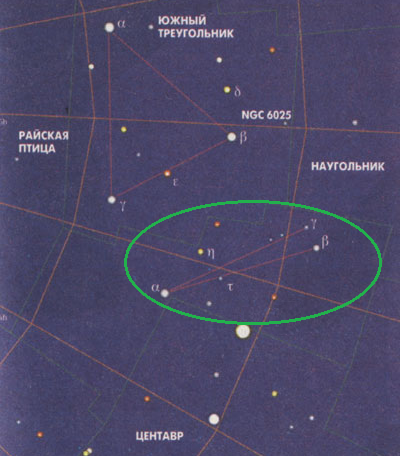 α
ЮЖНЫЙ
ТРЕУГОЛЬНИК
δ
NGC 6025
β
РАЙСКАЯ
ПТИЦА
НАУГОЛЬНИК
ε
γ
γ
β
η
α
τ
ЦЕНТАВР